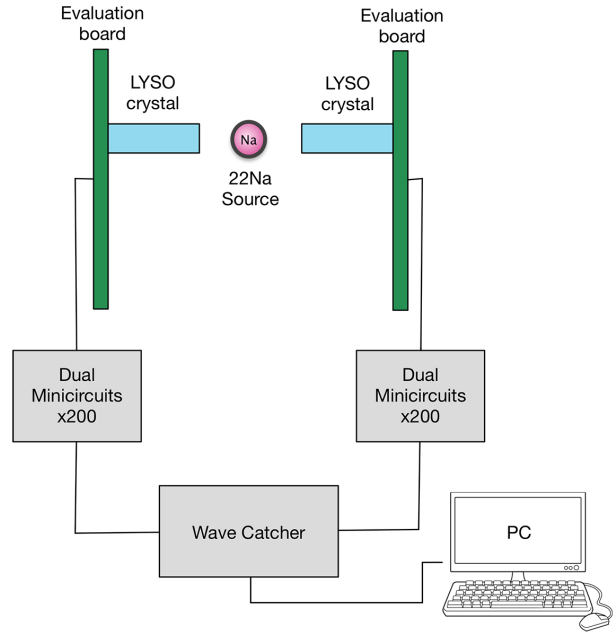 Evaluation
board
Evaluation
board
LYSO
crystal
LYSO
crystal
Na
22Na
Source
Dual
Minicircuits
x200
Dual
Minicircuits
x200
Wave Catcher
PC